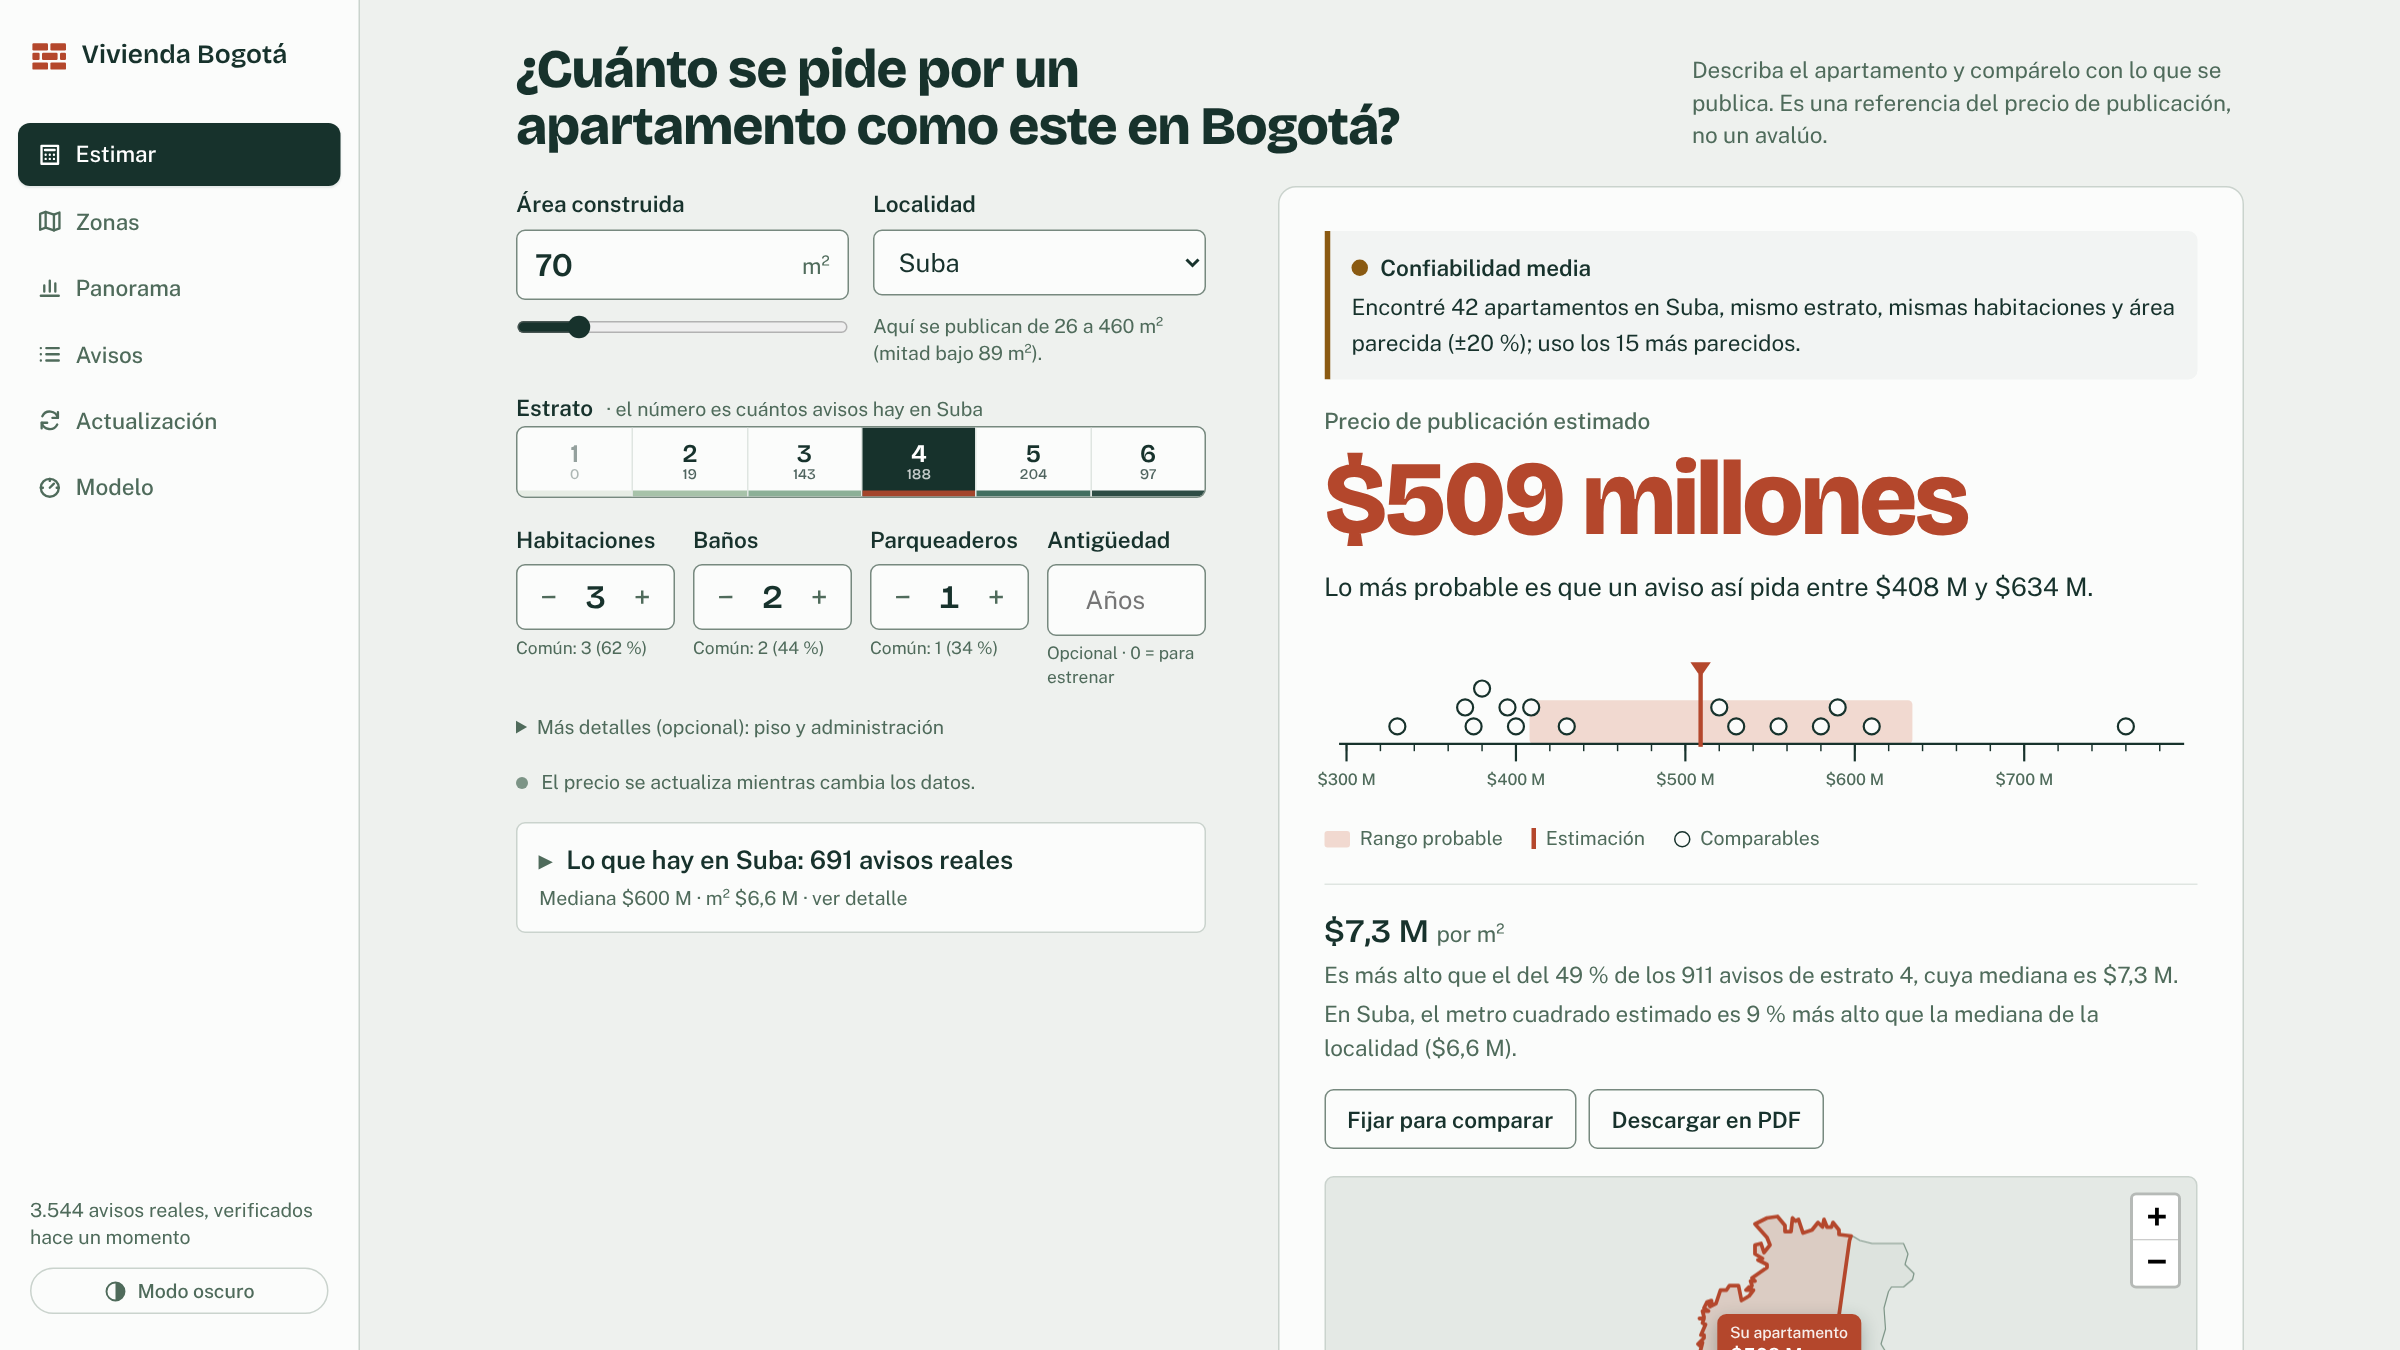 Vivienda Bogotá
Estimar
Zonas
Panorama
Avisos
Actualización
Modelo
3.544 avisos reales, verificados
hace un momento
Modo oscuro
¿Cuánto se pide por un
apartamento como este en Bogotá?
Describa el apartamento y compárelo con lo que se
publica. Es una referencia del precio de publicación,
no un avalúo.
Área construida
70 m²
Localidad
Suba
Aquí se publican de 26 a 460 m²
(mitad bajo 89 m²).
Estrato · el número es cuántos avisos hay en Suba
1 2 3 4 5 6
0 19 143 188 204 97
Habitaciones Baños Parqueaderos Antigüedad
− 3 + − 2 + − 1 + Años
Común: 3 (62 %) Común: 2 (44 %) Común: 1 (34 %) Opcional · 0 = para
estrenar
▶ Más detalles (opcional): piso y administración
El precio se actualiza mientras cambia los datos.
▶ Lo que hay en Suba: 691 avisos reales
Mediana $600 M · m² $6,6 M · ver detalle
Confiabilidad media
Encontré 42 apartamentos en Suba, mismo estrato, mismas habitaciones y área
parecida (±20 %); uso los 15 más parecidos.
Precio de publicación estimado
$509 millones
Lo más probable es que un aviso así pida entre $408 M y $634 M.
$300 M $400 M $500 M $600 M $700 M
Rango probable Estimación Comparables
$7,3 M por m²
Es más alto que el del 49 % de los 911 avisos de estrato 4, cuya mediana es $7,3 M.
En Suba, el metro cuadrado estimado es 9 % más alto que la mediana de la
localidad ($6,6 M).
Fijar para comparar Descargar en PDF
+
−
Su apartamento